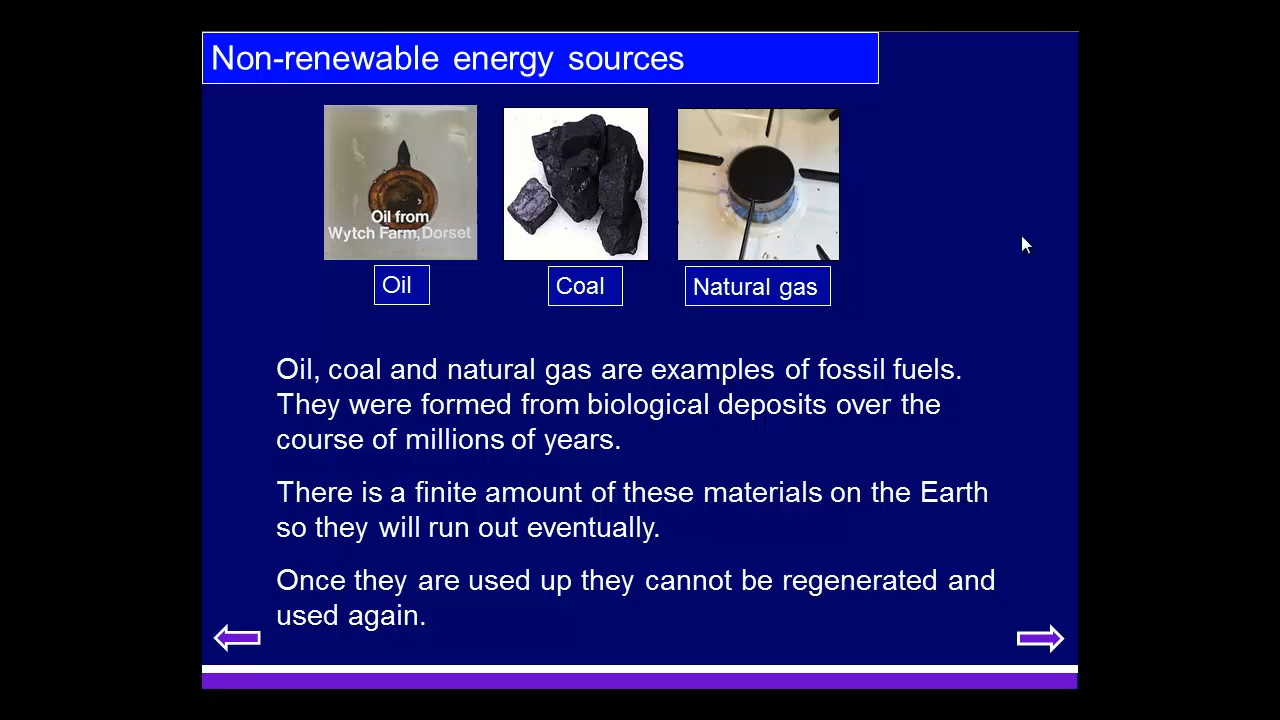 Non-renewable energy sources
Oil from
Wytch Farm, Dorset
Oil
Coal
Natural gas
Oil, coal and natural gas are examples of fossil fuels.
They were formed from biological deposits over the
course of millions of years.
There is a finite amount of these materials on the Earth
so they will run out eventually.
Once they are used up they cannot be regenerated and
used again.